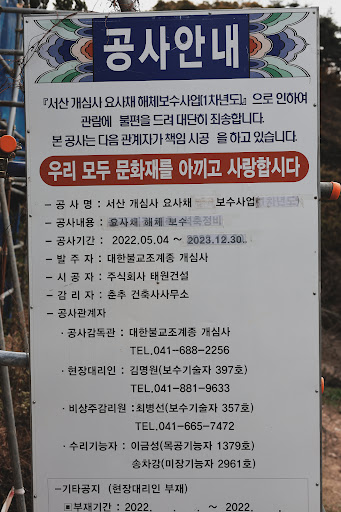 공사안내
『서산 개심사 요사채 해체보수사업(1차년도)』 으로 인하여
관람에 불편을 드려 대단히 죄송합니다.
본 공사는 다음 관계자가 책임 시공 을 하고 있습니다.
우리 모두 문화재를 아끼고 사랑합시다
– 공 사 명 : 서산 개심사 요사채 보수사업
– 공사내용 : 요사채 해체 보수
– 공사기간 : 2022.05.04 ~ 2023.12.30.
– 발 주 자 : 대한불교조계종 개심사
– 시 공 자 : 주식회사 태원건설
– 감 리 자 : 춘추 건축사사무소
– 공사관계자
· 공사감독관 : 대한불교조계종 개심사
TEL.041-688-2256
· 현장대리인 : 김명원(보수기술자 397호)
TEL.041-881-9633
· 비상주감리원 : 최병선(보수기술자 357호)
TEL.041-665-7472
· 수리기능자 : 이금성(목공기능자 1379호)
송차강(미장기능자 2961호)
–기타공지 (현장대리인 부재)
▣부재기간 : 2022. . . ~ 2022. .